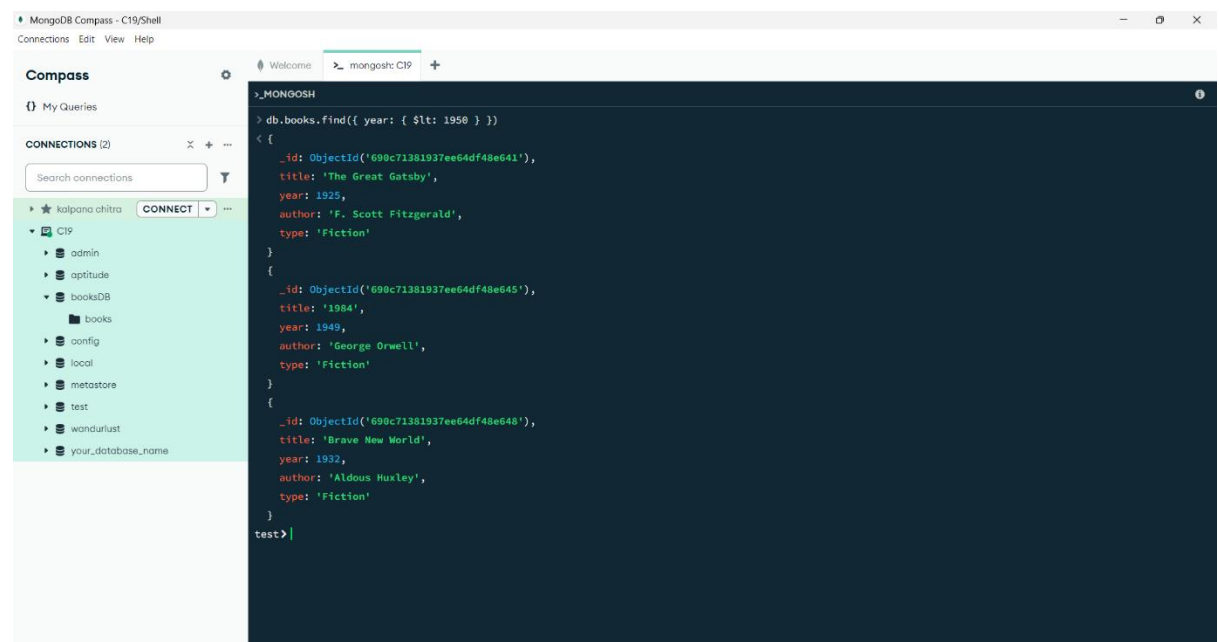 MongoDB Compass - C19/Shell
Connections Edit View Help
Compass
{} My Queries
CONNECTIONS (2)
Search connections
kalpana chitra CONNECT
C19
admin
aptitude
booksDB
books
config
local
metastore
test
wandurlust
your_database_name
Welcome >_ mongosh: C19 +
>_MONGOSH
> db.books.find({ year: { $lt: 1950 } })
< {
_id: ObjectId('690c71381937ee64df48e641'),
title: 'The Great Gatsby',
year: 1925,
author: 'F. Scott Fitzgerald',
type: 'Fiction'
}
{
_id: ObjectId('690c71381937ee64df48e645'),
title: '1984',
year: 1949,
author: 'George Orwell',
type: 'Fiction'
}
{
_id: ObjectId('690c71381937ee64df48e648'),
title: 'Brave New World',
year: 1932,
author: 'Aldous Huxley',
type: 'Fiction'
}
test>